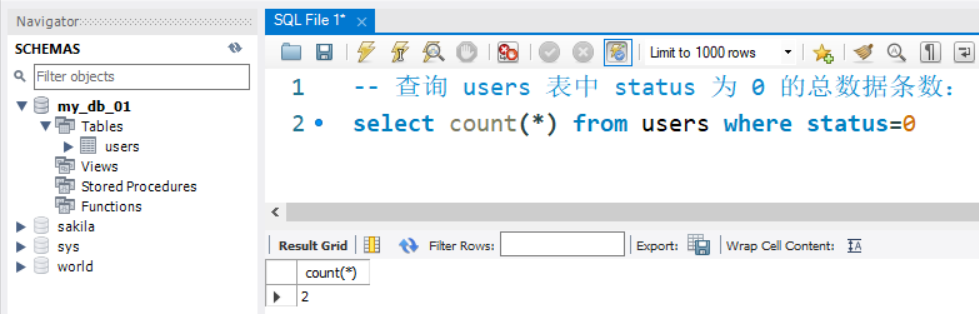 Navigator
SCHEMAS
Filter objects
my_db_01
Tables
users
Views
Stored Procedures
Functions
sakila
sys
world
SQL File 1*
Limit to 1000 rows
1 -- 查询 users 表中 status 为 0 的总数据条数：
2 select count(*) from users where status=0
Result Grid Filter Rows: Export: Wrap Cell Content:
count(*)
2